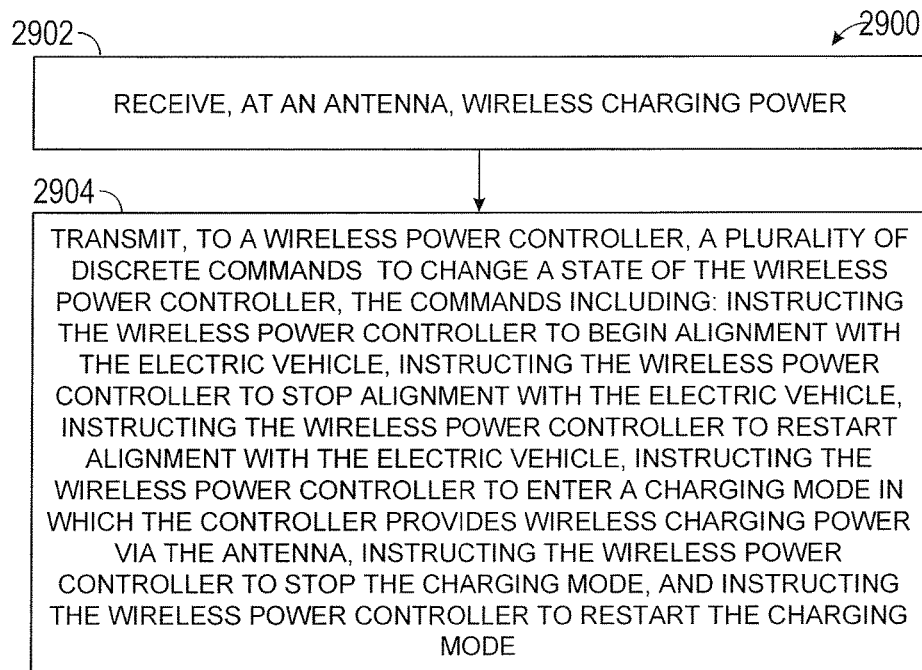 2902
2900
RECEIVE, AT AN ANTENNA, WIRELESS CHARGING POWER
2904
TRANSMIT, TO A WIRELESS POWER CONTROLLER, A PLURALITY OF
DISCRETE COMMANDS TO CHANGE A STATE OF THE WIRELESS
POWER CONTROLLER, THE COMMANDS INCLUDING: INSTRUCTING
THE WIRELESS POWER CONTROLLER TO BEGIN ALIGNMENT WITH
THE ELECTRIC VEHICLE, INSTRUCTING THE WIRELESS POWER
CONTROLLER TO STOP ALIGNMENT WITH THE ELECTRIC VEHICLE,
INSTRUCTING THE WIRELESS POWER CONTROLLER TO RESTART
ALIGNMENT WITH THE ELECTRIC VEHICLE, INSTRUCTING THE
WIRELESS POWER CONTROLLER TO ENTER A CHARGING MODE IN
WHICH THE CONTROLLER PROVIDES WIRELESS CHARGING POWER
VIA THE ANTENNA, INSTRUCTING THE WIRELESS POWER
CONTROLLER TO STOP THE CHARGING MODE, AND INSTRUCTING
THE WIRELESS POWER CONTROLLER TO RESTART THE CHARGING
MODE